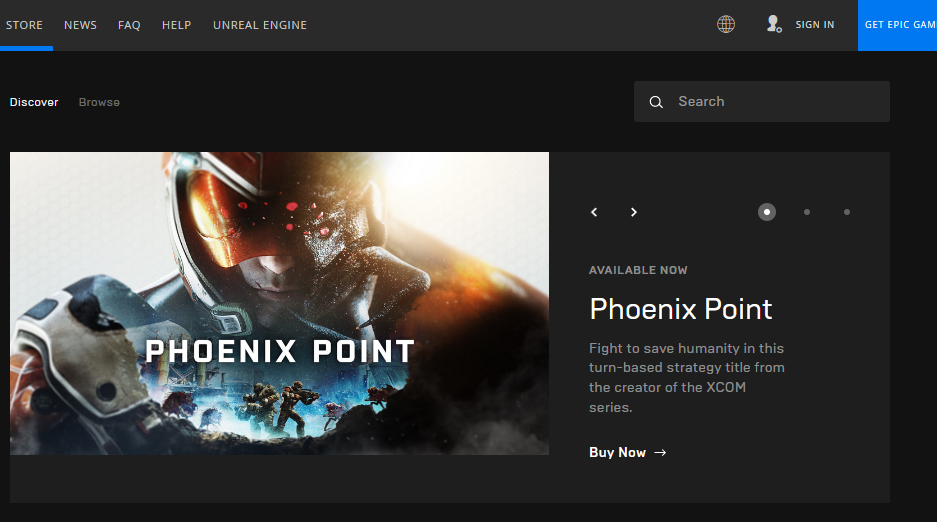 STORE NEWS FAQ HELP UNREAL ENGINE SIGN IN GET EPIC GAM
Discover Browse Search
PHOENIX POINT
AVAILABLE NOW
Phoenix Point
Fight to save humanity in this
turn-based strategy title from
the creator of the XCOM
series.
Buy Now →